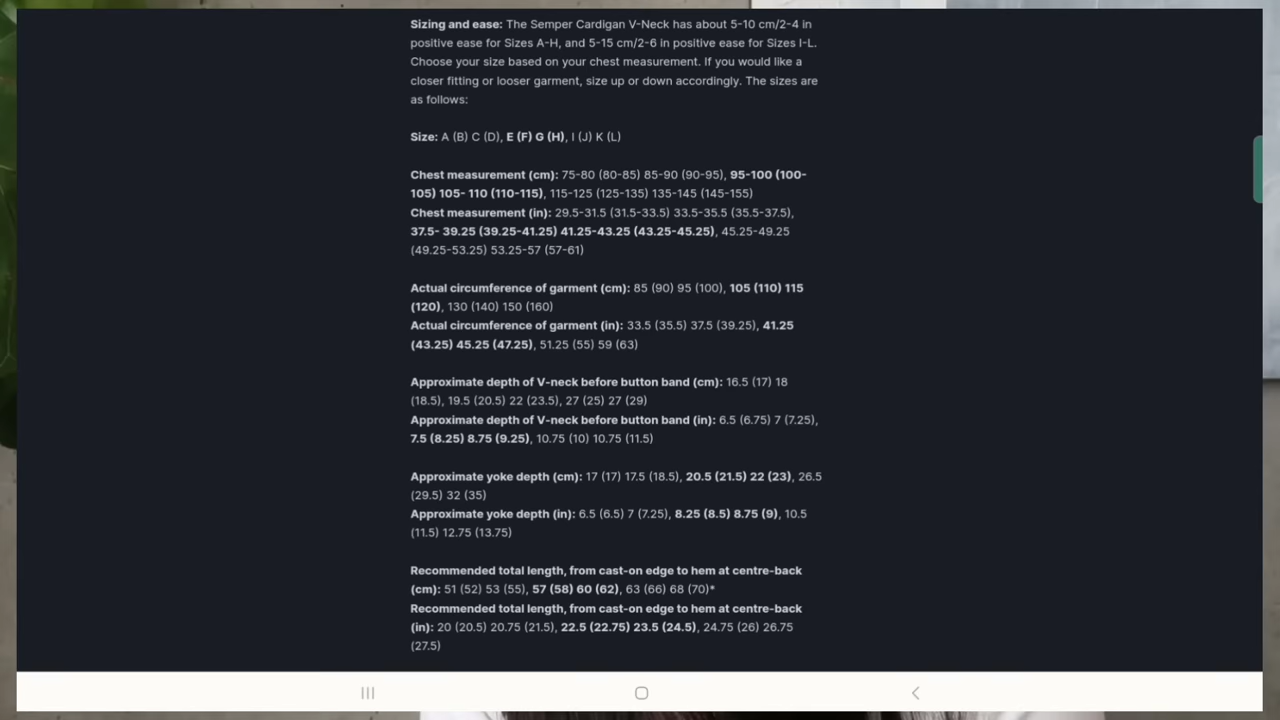 Sizing and ease: The Semper Cardigan V-Neck has about 5-10 cm/2-4 in
positive ease for Sizes A-H, and 5-15 cm/2-6 in positive ease for Sizes I-L.
Choose your size based on your chest measurement. If you would like a
closer fitting or looser garment, size up or down accordingly. The sizes are
as follows:
Size: A (B) C (D), E (F) G (H), I (J) K (L)
Chest measurement (cm): 75-80 (80-85) 85-90 (90-95), 95-100 (100-
105) 105- 110 (110-115), 115-125 (125-135) 135-145 (145-155)
Chest measurement (in): 29.5-31.5 (31.5-33.5) 33.5-35.5 (35.5-37.5),
37.5- 39.25 (39.25-41.25) 41.25-43.25 (43.25-45.25), 45.25-49.25
(49.25-53.25) 53.25-57 (57-61)
Actual circumference of garment (cm): 85 (90) 95 (100), 105 (110) 115
(120), 130 (140) 150 (160)
Actual circumference of garment (in): 33.5 (35.5) 37.5 (39.25), 41.25
(43.25) 45.25 (47.25), 51.25 (55) 59 (63)
Approximate depth of V-neck before button band (cm): 16.5 (17) 18
(18.5), 19.5 (20.5) 22 (23.5), 27 (25) 27 (29)
Approximate depth of V-neck before button band (in): 6.5 (6.75) 7 (7.25),
7.5 (8.25) 8.75 (9.25), 10.75 (10) 10.75 (11.5)
Approximate yoke depth (cm): 17 (17) 17.5 (18.5), 20.5 (21.5) 22 (23), 26.5
(29.5) 32 (35)
Approximate yoke depth (in): 6.5 (6.5) 7 (7.25), 8.25 (8.5) 8.75 (9), 10.5
(11.5) 12.75 (13.75)
Recommended total length, from cast-on edge to hem at centre-back
(cm): 51 (52) 53 (55), 57 (58) 60 (62), 63 (66) 68 (70)*
Recommended total length, from cast-on edge to hem at centre-back
(in): 20 (20.5) 20.75 (21.5), 22.5 (22.75) 23.5 (24.5), 24.75 (26) 26.75
(27.5)